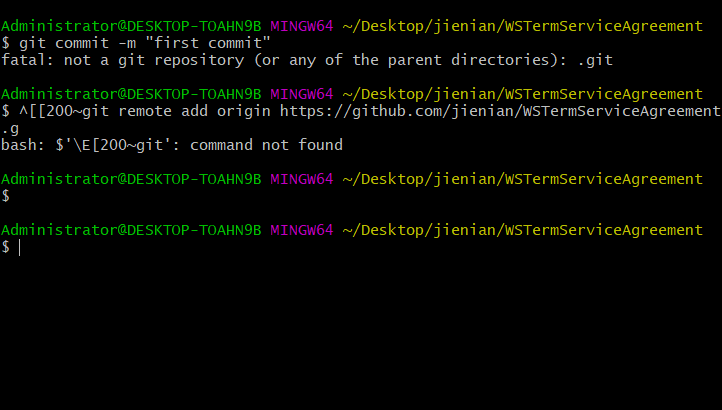 Administrator@DESKTOP-TOAHN9B MINGW64 ~/Desktop/jienian/WSTermServiceAgreement
$ git commit -m "first commit"
fatal: not a git repository (or any of the parent directories): .git
Administrator@DESKTOP-TOAHN9B MINGW64 ~/Desktop/jienian/WSTermServiceAgreement
$ ^[[200~git remote add origin https://github.com/jienian/WSTermServiceAgreement
.g
bash: $'\E[200~git': command not found
Administrator@DESKTOP-TOAHN9B MINGW64 ~/Desktop/jienian/WSTermServiceAgreement
$
Administrator@DESKTOP-TOAHN9B MINGW64 ~/Desktop/jienian/WSTermServiceAgreement
$